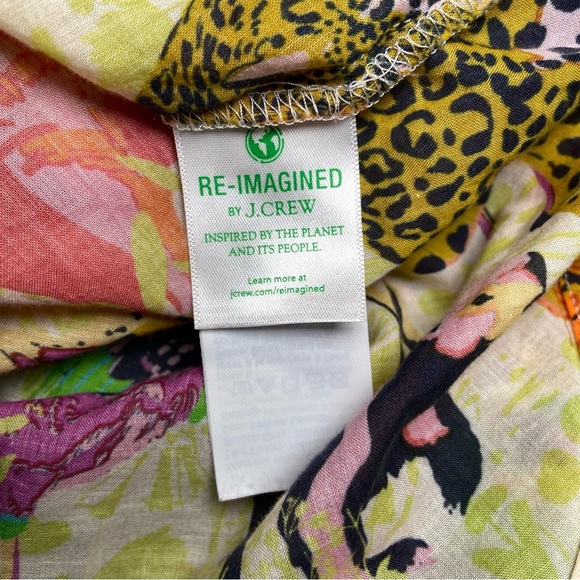 RE-IMAGINED
BY J.CREW
INSPIRED BY THE PLANET
AND ITS PEOPLE.
Learn more at
jcrew.com/reimagined